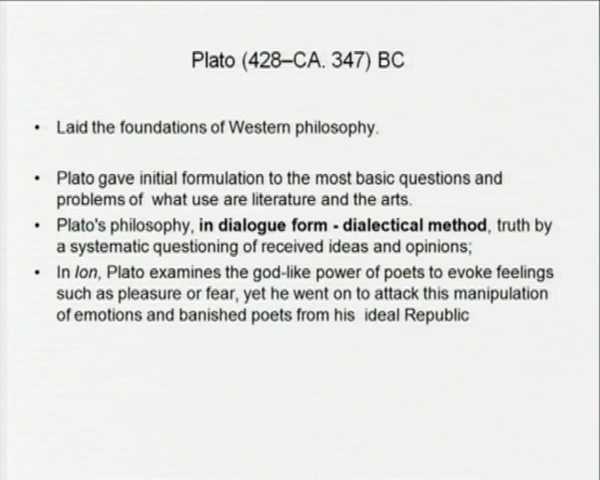 Plato (428–CA. 347) BC
• Laid the foundations of Western philosophy.
• Plato gave initial formulation to the most basic questions and
problems of what use are literature and the arts.
• Plato's philosophy, in dialogue form - dialectical method, truth by
a systematic questioning of received ideas and opinions;
• In Ion, Plato examines the god-like power of poets to evoke feelings
such as pleasure or fear, yet he went on to attack this manipulation
of emotions and banished poets from his ideal Republic